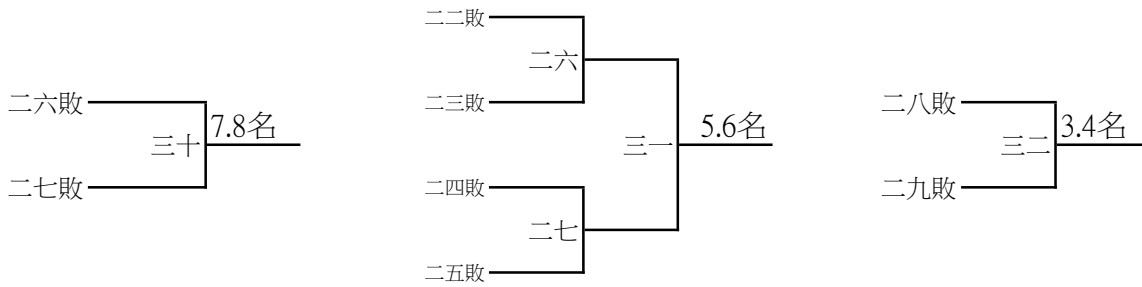 二六敗
三十
7.8名
二七敗
二二敗
二六
二三敗
三一
5.6名
二四敗
二七
二五敗
二八敗
三二
3.4名
二九敗